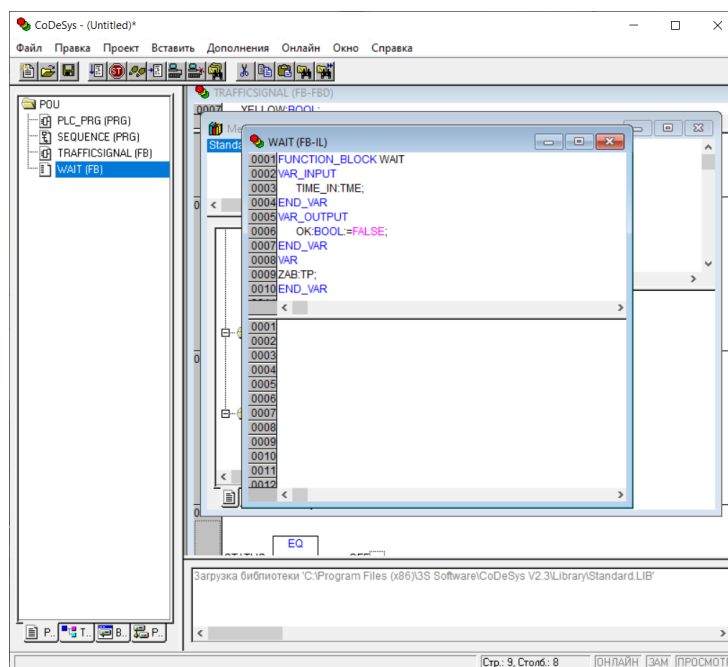 CoDeSys - (Untitled)*
Файл Правка Проект Вставить Дополнения Онлайн Окно Справка
POU
PLC_PRG (PRG)
SEQUENCE (PRG)
TRAFFICSIGNAL (FB)
WAIT (FB)
TRAFFICSIGNAL (FB-FBD)
0007 YELLOW:BOOL;
WAIT (FB-IL)
0001 FUNCTION_BLOCK WAIT
0002 VAR_INPUT
0003 TIME_IN:TME;
0004 END_VAR
0005 VAR_OUTPUT
0006 OK:BOOL:=FALSE;
0007 END_VAR
0008 VAR
0009 ZAB:TP;
0010 END_VAR
0001
0002
0003
0004
0005
0006
0007
0008
0009
0010
0011
0012
EQ
Загрузка библиотеки 'C:\Program Files (x86)\3S Software\CoDeSys V2.3\Library\Standard.LIB'
P.. T.. B.. P..
Стр.: 9, Столб.: 8 ОНЛАЙН ЗАМ ПРОСМОТ